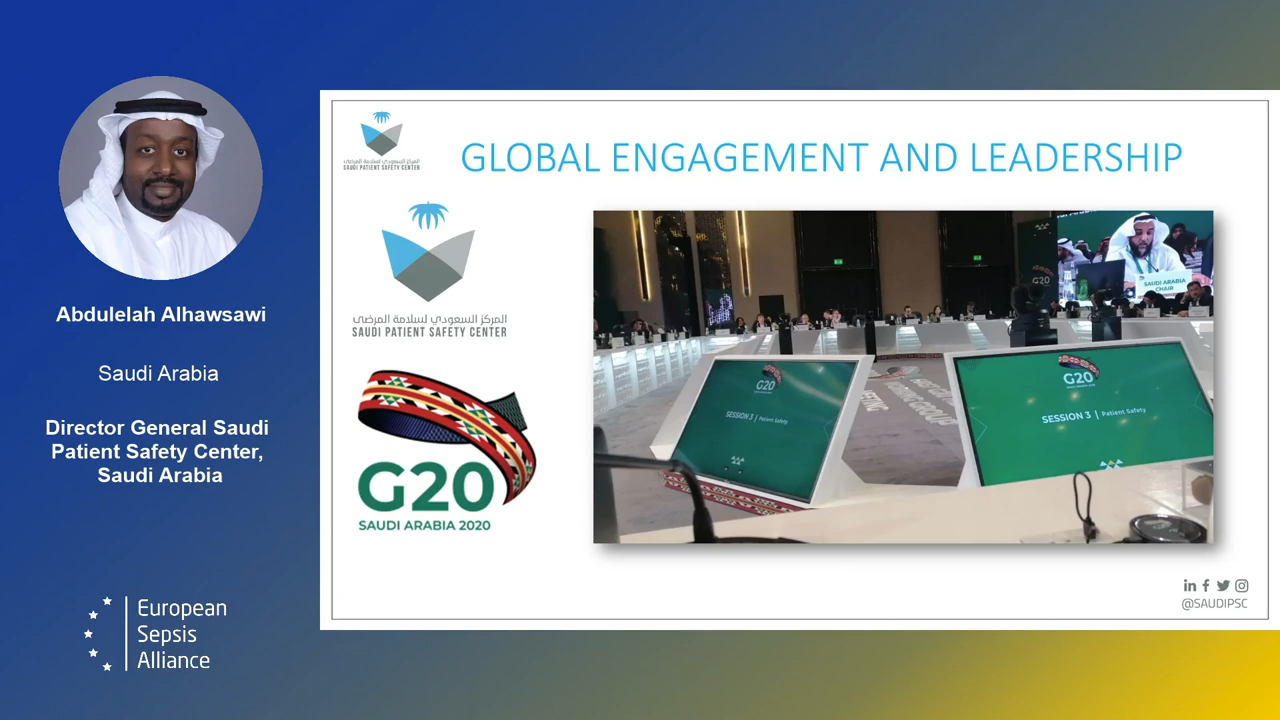 Abdulelah Alhawsawi
Saudi Arabia
Director General Saudi
Patient Safety Center,
Saudi Arabia
European
Sepsis
Alliance
المركز السعودي لسلامة المرضى
SAUDI PATIENT SAFETY CENTER
GLOBAL ENGAGEMENT AND LEADERSHIP
المركز السعودي لسلامة المرضى
SAUDI PATIENT SAFETY CENTER
G20
SAUDI ARABIA 2020
G20
SAUDI ARABIA
CHAIR
G20
SESSION 3 | Patient Safety
G20
SESSION 3 | Patient Safety
@SAUDIPSC